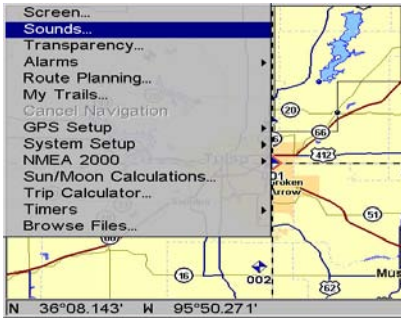 Screen...
Sounds...
Transparency...
Alarms
Route Planning...
My Trails...
Cancel Navigation
GPS Setup
System Setup
NMEA 2000
Sun/Moon Calculations...
Trip Calculator...
Timers
Browse Files...
20
66
412
01
Broken
Arrow
51
16
002
62
Mus
N 36°08.143' W 95°50.271'